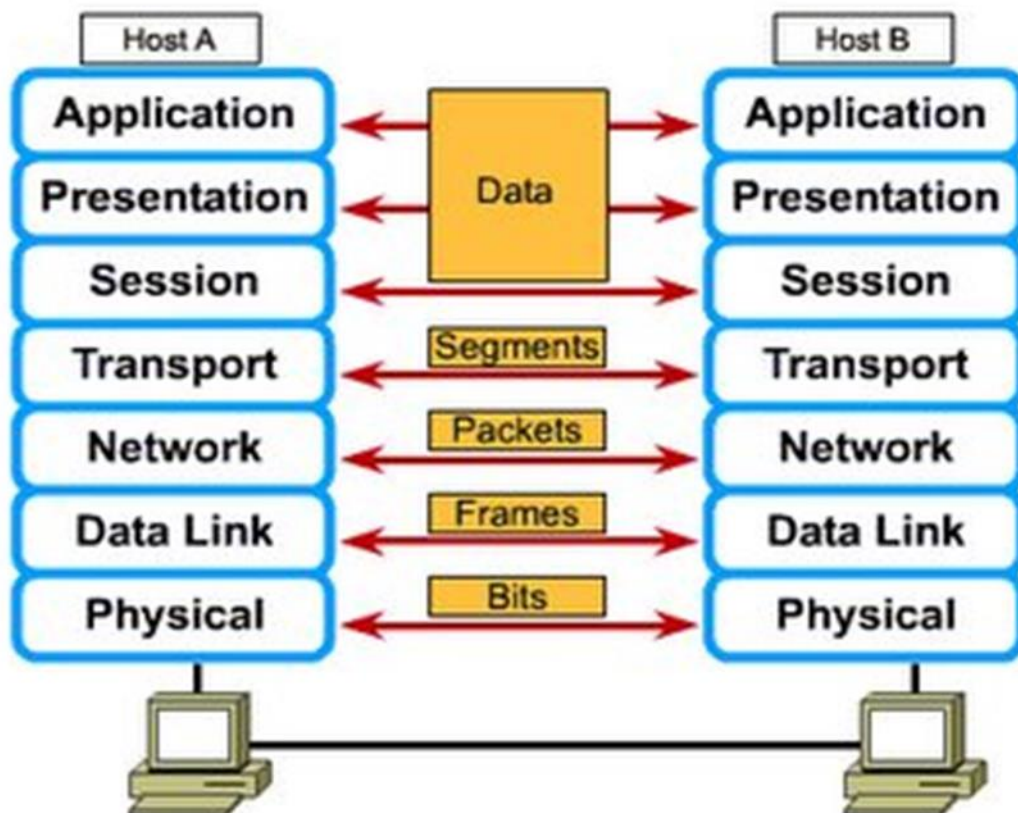 Host A
Host B
Application
Application
Presentation
Data
Presentation
Session
Session
Transport
Segments
Transport
Network
Packets
Network
Data Link
Frames
Data Link
Physical
Bits
Physical